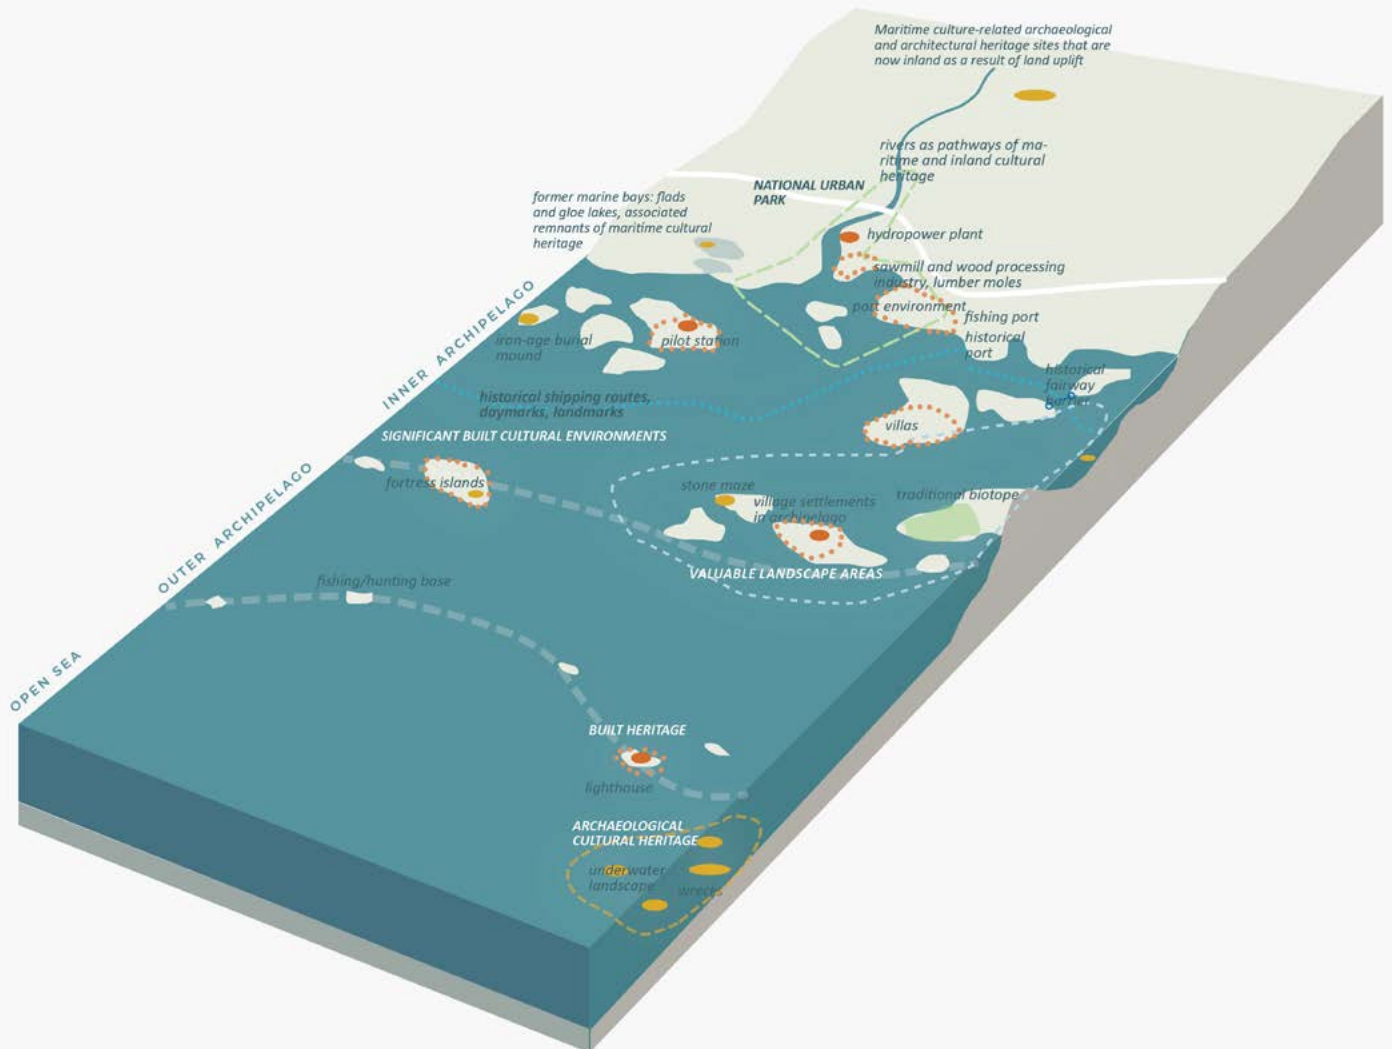 Maritime culture-related archaeological
and architectural heritage sites that are
now inland as a result of land uplift
rivers as pathways of ma-
ritime and inland cultural
heritage
NATIONAL URBAN
PARK
former marine bays: flads
and gloe lakes, associated
remnants of maritime cultural
heritage
hydropower plant
sawmill and wood processing
industry, lumber moles
port environment
fishing port
historical
port
INNER ARCHIPELAGO
iron-age burial
mound
pilot station
historical
fairway
historical shipping routes,
daymarks, landmarks
villas
SIGNIFICANT BUILT CULTURAL ENVIRONMENTS
OUTER ARCHIPELAGO
fortress islands
stone maze
village settlements
in archipelago
traditional biotope
VALUABLE LANDSCAPE AREAS
fishing/hunting base
OPEN SEA
BUILT HERITAGE
lighthouse
ARCHAEOLOGICAL
CULTURAL HERITAGE
underwater
landscape
wrecks